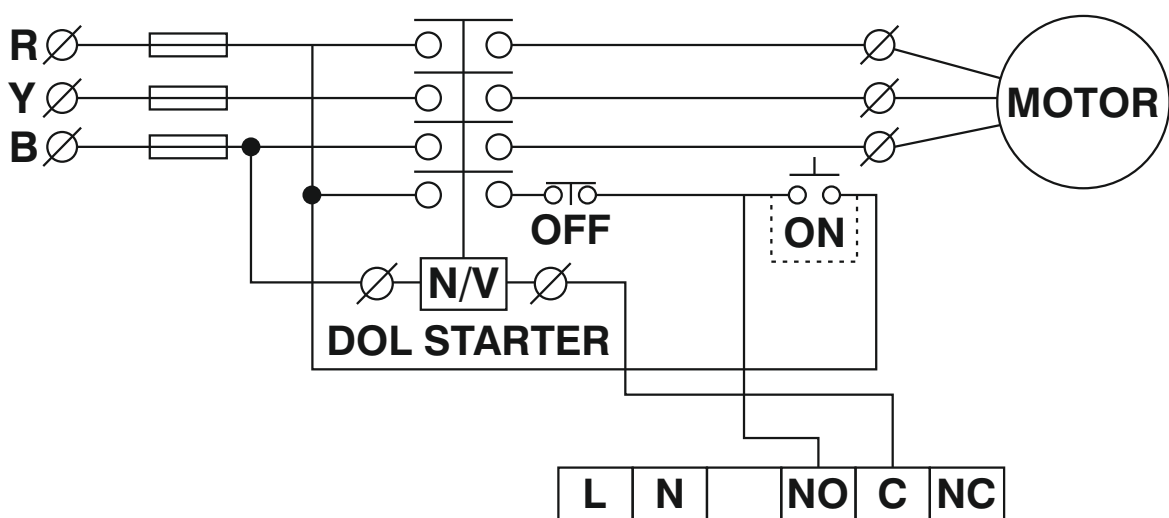 R
Y
B
MOTOR
OFF
ON
N/V
DOL STARTER
L N NO C NC